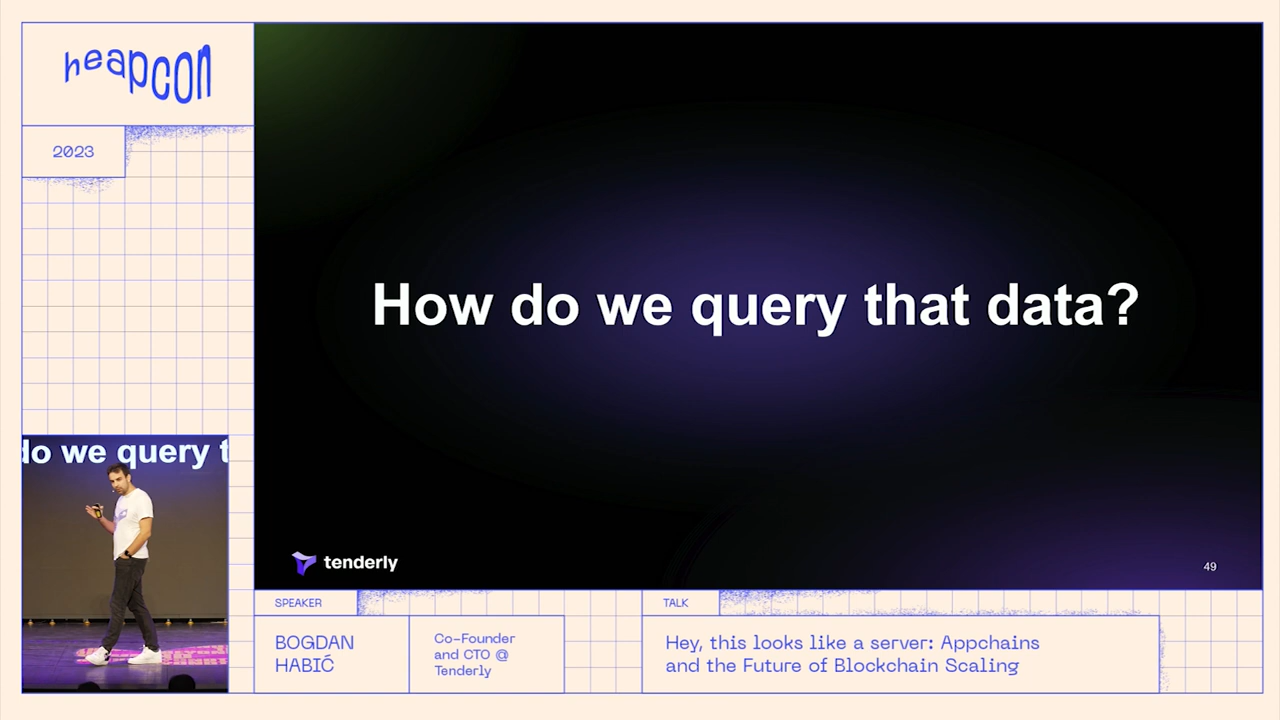 heapcon
2023
How do we query that data?
do we query t
tenderly
49
SPEAKER
BOGDAN
HABIĆ
Co-Founder
and CTO @
Tenderly
TALK
Hey, this looks like a server: Appchains
and the Future of Blockchain Scaling